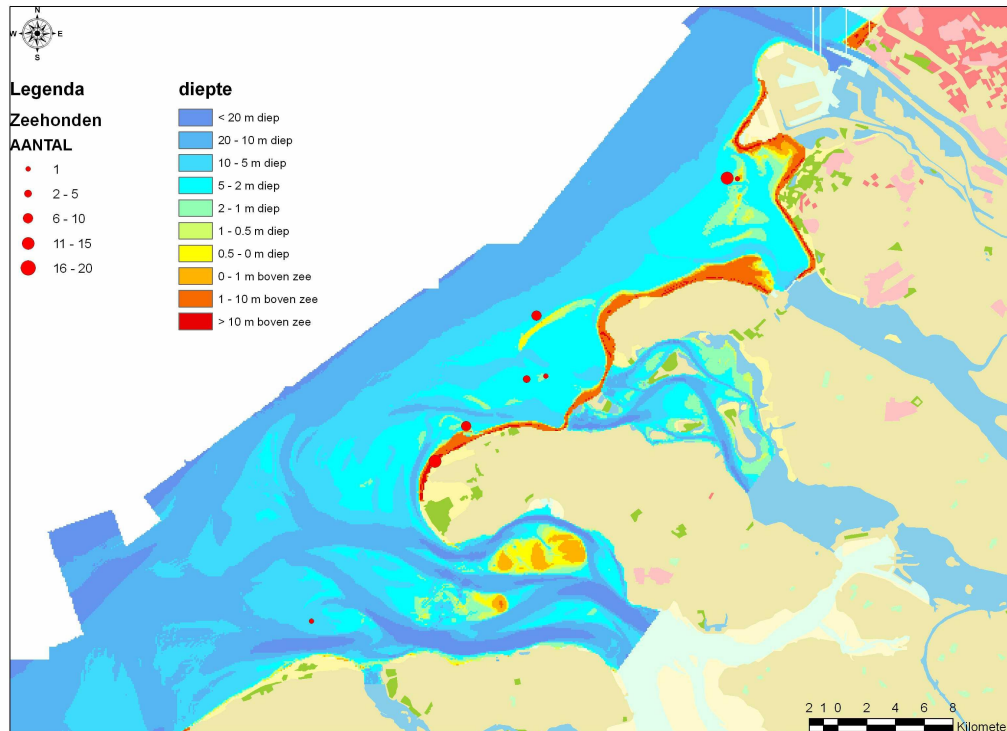 N
W E
S
Legenda
Zeehonden
AANTAL
1
2 - 5
6 - 10
11 - 15
16 - 20
diepte
< 20 m diep
20 - 10 m diep
10 - 5 m diep
5 - 2 m diep
2 - 1 m diep
1 - 0.5 m diep
0.5 - 0 m diep
0 - 1 m boven zee
1 - 10 m boven zee
> 10 m boven zee
2 1 0 2 4 6 8
Kilomete